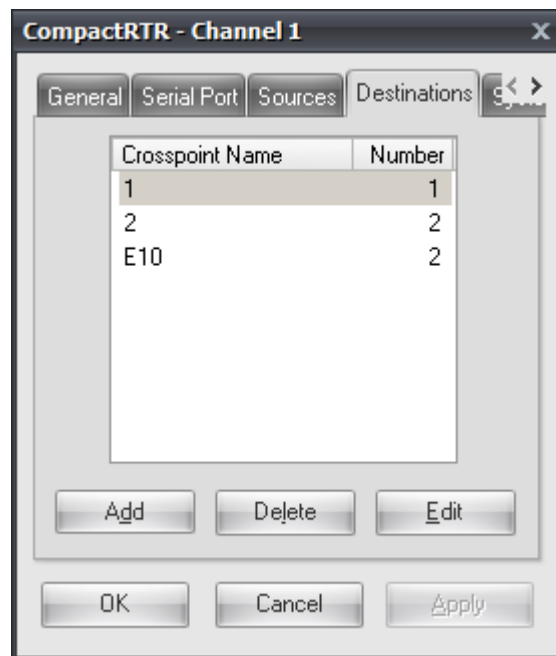 CompactRTR - Channel 1 x
General Serial Port Sources Destinations
Crosspoint Name Number
1 1
2 2
E10 2
Add Delete Edit
OK Cancel Apply